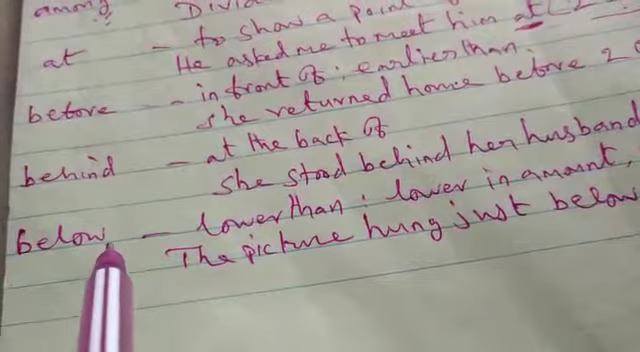 among Divid
at - to show a point
He asked me to meet him at (2
before - in front of; earlier than.
She returned home before 2
behind - at the back of
She stood behind her husband
below - lower than; lower in amount,
The picture hung just below